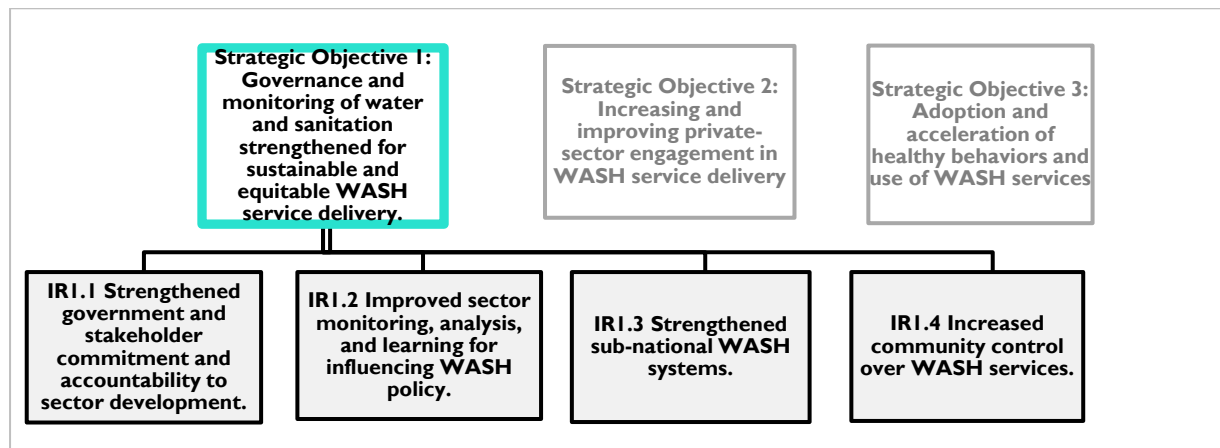 Strategic Objective 1:
Governance and
monitoring of water
and sanitation
strengthened for
sustainable and
equitable WASH
service delivery.
Strategic Objective 2:
Increasing and
improving private-
sector engagement in
WASH service delivery
Strategic Objective 3:
Adoption and
acceleration of
healthy behaviors and
use of WASH services
IR1.1 Strengthened
government and
stakeholder
commitment and
accountability to
sector development.
IR1.2 Improved sector
monitoring, analysis,
and learning for
influencing WASH
policy.
IR1.3 Strengthened
sub-national WASH
systems.
IR1.4 Increased
community control
over WASH services.